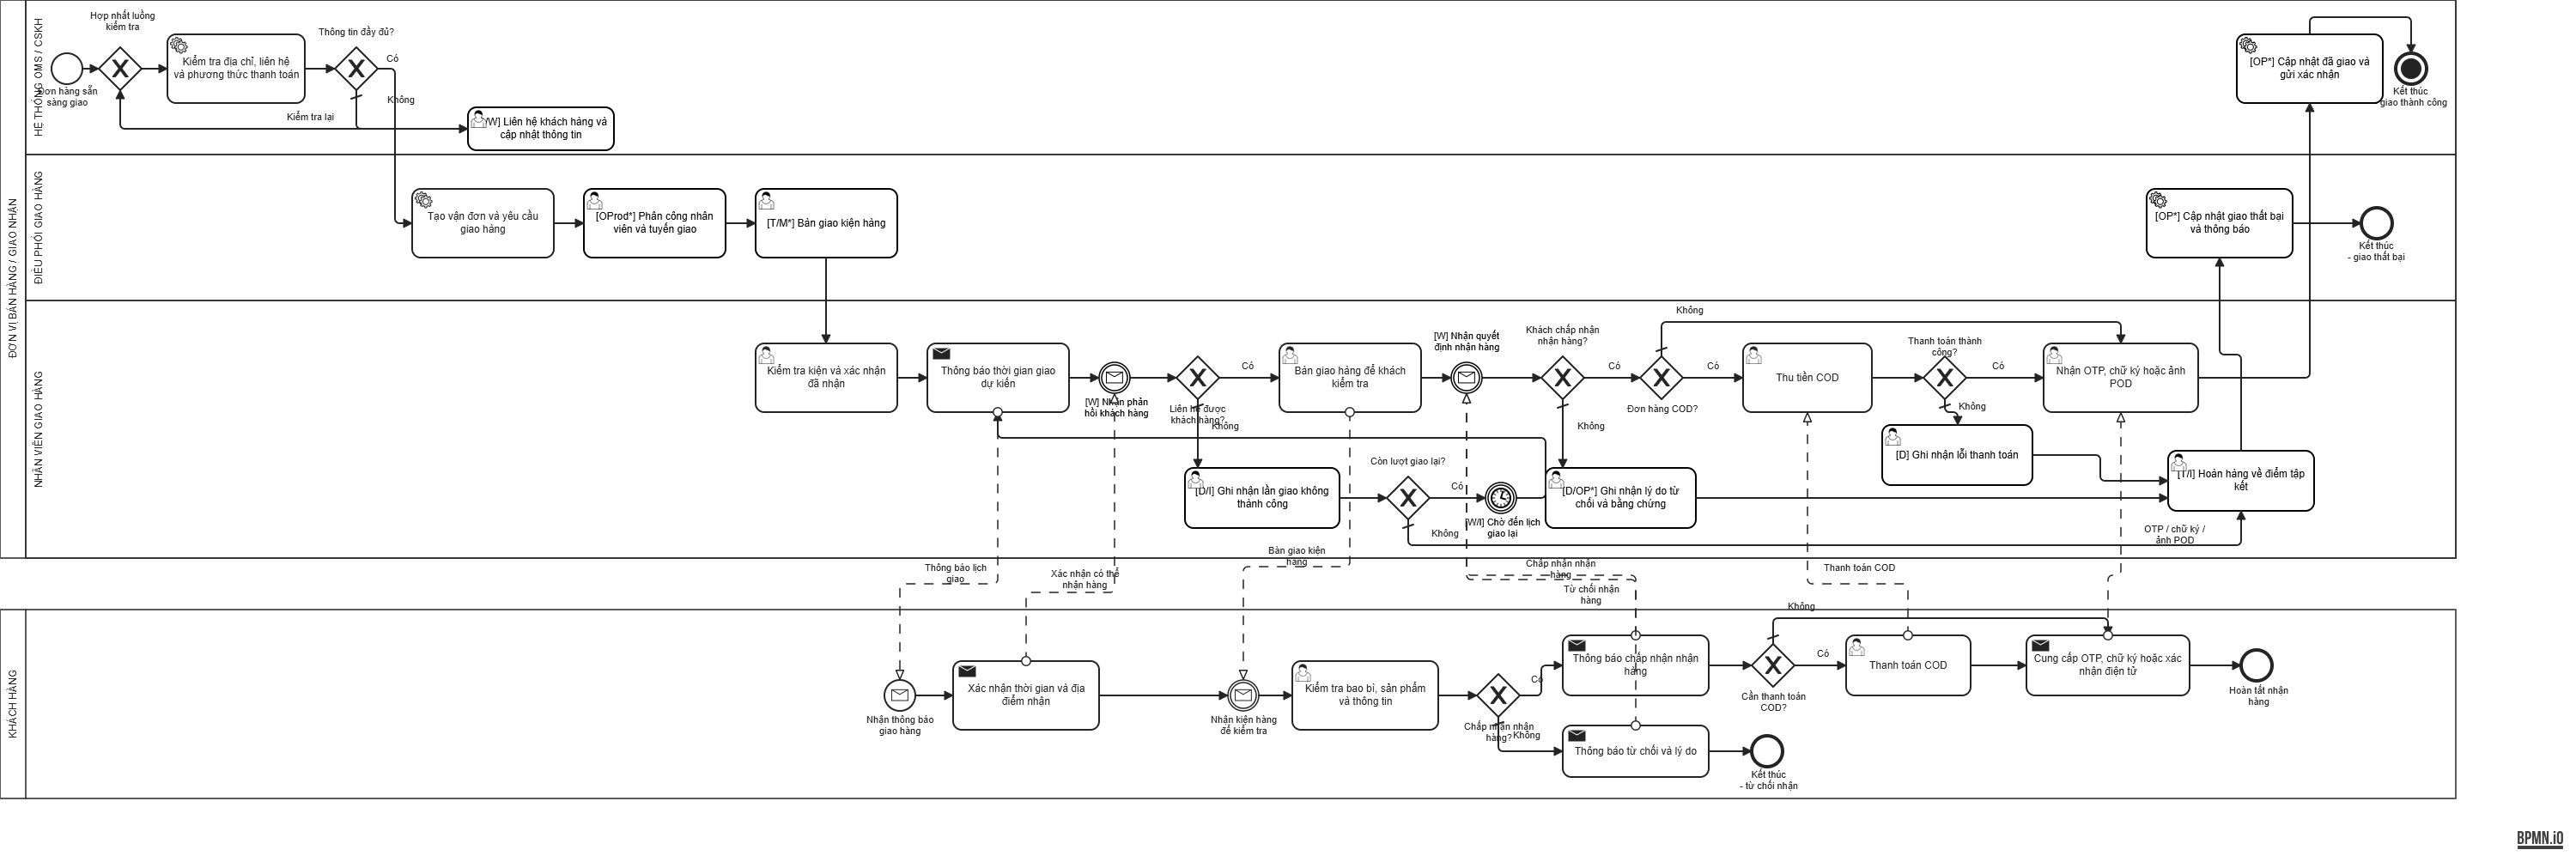 ĐƠN VỊ BÁN HÀNG / GIAO NHẬN
HỆ THỐNG OMS / CSKH
Hợp nhất luồng
kiểm tra
Đơn hàng sẵn
sàng giao
Kiểm tra địa chỉ, liên hệ
và phương thức thanh toán
Thông tin đầy đủ?
Có
Không
Kiểm tra lại
[W] Liên hệ khách hàng và
cập nhật thông tin
[OP*] Cập nhật đã giao và
gửi xác nhận
Kết thúc
giao thành công
ĐIỀU PHỐI GIAO HÀNG
Tạo vận đơn và yêu cầu
giao hàng
[OProd*] Phân công nhân
viên và tuyến giao
[T/M*] Bàn giao kiện hàng
[OP*] Cập nhật giao thất bại
và thông báo
Kết thúc
- giao thất bại
NHÂN VIÊN GIAO HÀNG
Kiểm tra kiện và xác nhận
đã nhận
Thông báo thời gian giao
dự kiến
[W] Nhận phản
hồi khách hàng
Liên hệ được
khách hàng?
Có
Không
Bàn giao hàng để khách
kiểm tra
[W] Nhận quyết
định nhận hàng
Khách chấp nhận
nhận hàng?
Có
Không
Đơn hàng COD?
Không
Có
Thu tiền COD
Thanh toán thành
công?
Có
Không
Nhận OTP, chữ ký hoặc ảnh
POD
[D] Ghi nhận lỗi thanh toán
[D/I] Ghi nhận lần giao không
thành công
Còn lượt giao lại?
Có
Không
[W/I] Chờ đến lịch
giao lại
[D/OP*] Ghi nhận lý do từ
chối và bằng chứng
[T/I] Hoàn hàng về điểm tập
kết
OTP / chữ ký /
ảnh POD
Thông báo lịch
giao
Xác nhận có thể
nhận hàng
Bàn giao kiện
hàng
Chấp nhận nhận
hàng
Từ chối nhận
hàng
Thanh toán COD
KHÁCH HÀNG
Nhận thông báo
giao hàng
Xác nhận thời gian và địa
điểm nhận
Nhận kiện hàng
để kiểm tra
Kiểm tra bao bì, sản phẩm
và thông tin
Chấp nhận nhận
hàng?
Có
Không
Thông báo chấp nhận nhận
hàng
Thông báo từ chối và lý do
Kết thúc
- từ chối nhận
Cần thanh toán
COD?
Không
Có
Thanh toán COD
Cung cấp OTP, chữ ký hoặc xác
nhận điện tử
Hoàn tất nhận
hàng
BPMN.iO